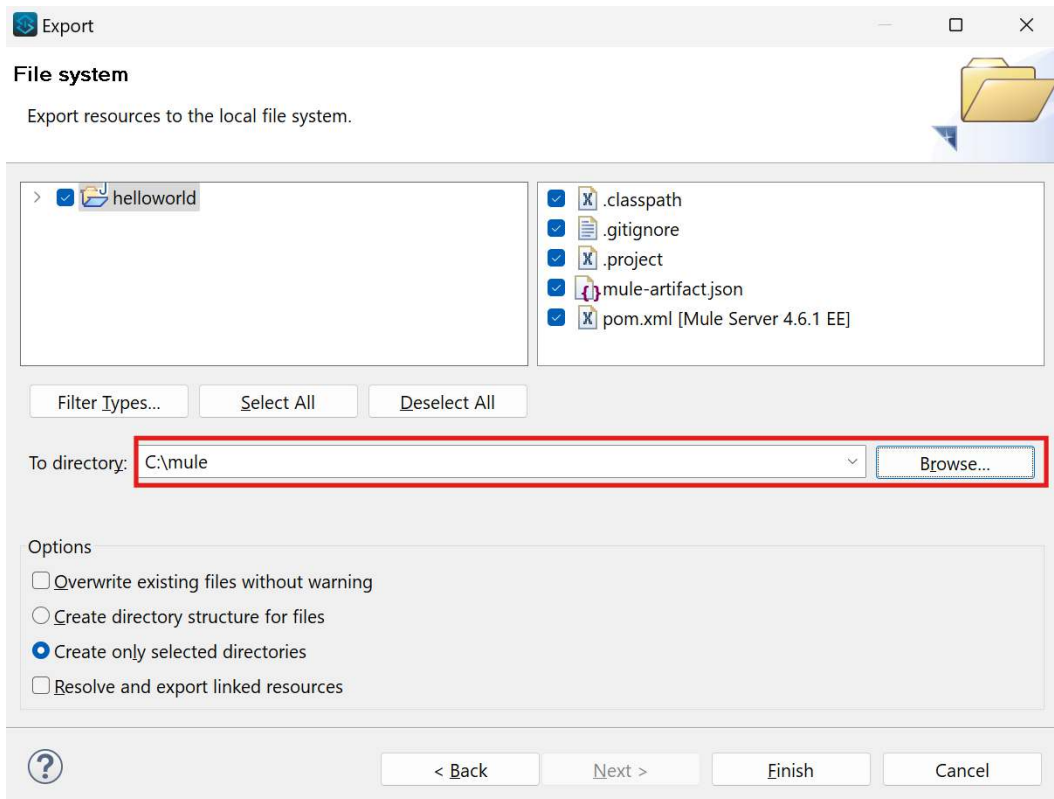 Export
File system
Export resources to the local file system.
helloworld
.classpath
.gitignore
.project
mule-artifact.json
pom.xml [Mule Server 4.6.1 EE]
Filter Types...
Select All
Deselect All
To directory:
C:\mule
Browse...
Options
Overwrite existing files without warning
Create directory structure for files
Create only selected directories
Resolve and export linked resources
?
< Back
Next >
Finish
Cancel